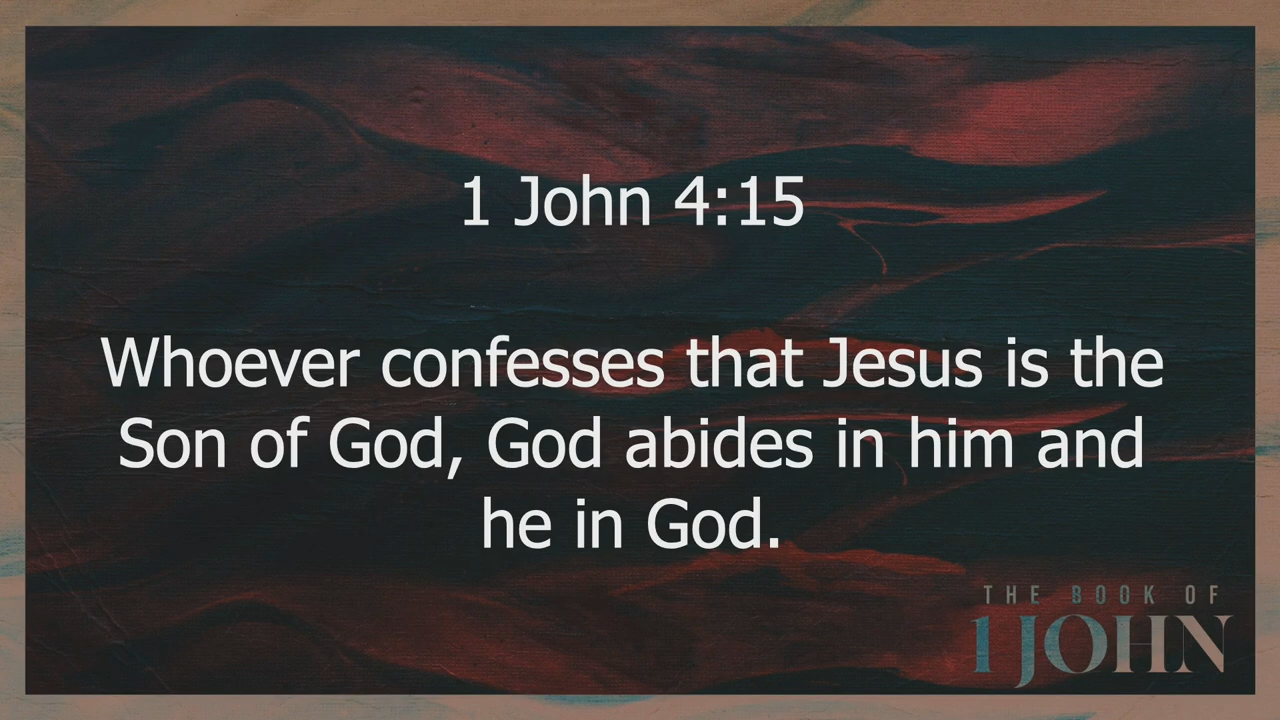 1 John 4:15
Whoever confesses that Jesus is the
Son of God, God abides in him and
he in God.
THE BOOK OF
1 JOHN